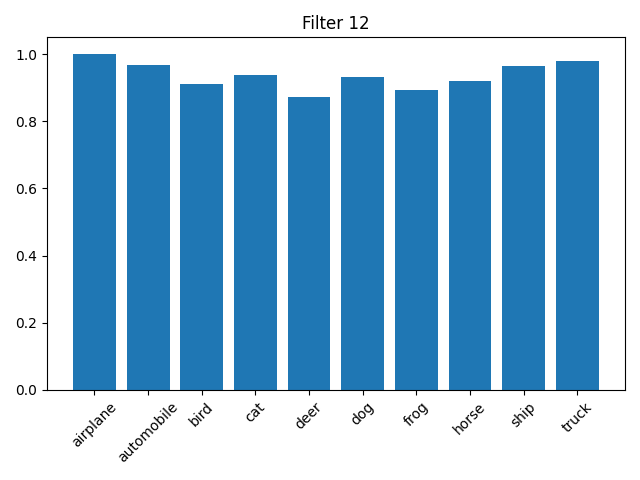 Filter 12
1.0
0.8
0.6
0.4
0.2
0.0
airplane
automobile
bird
cat
deer
dog
frog
horse
ship
truck